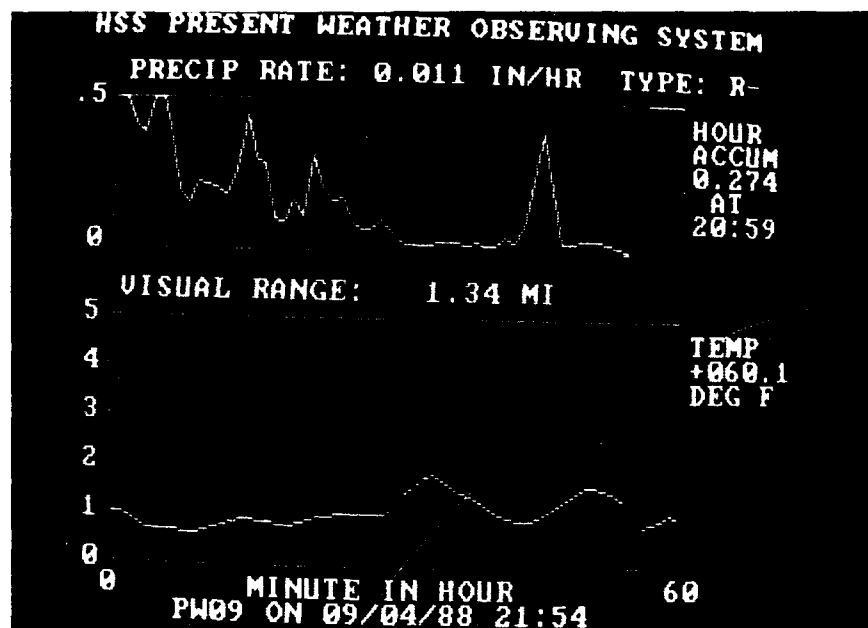 HSS PRESENT WEATHER OBSERVING SYSTEM
PRECIP RATE: 0.011 IN/HR TYPE: R-
.5
0
HOUR
ACCUM
0.274
AT
20:59
VISUAL RANGE: 1.34 MI
5
4
3
2
1
0
TEMP
+060.1
DEG F
0
60
MINUTE IN HOUR
PW09 ON 09/04/88 21:54